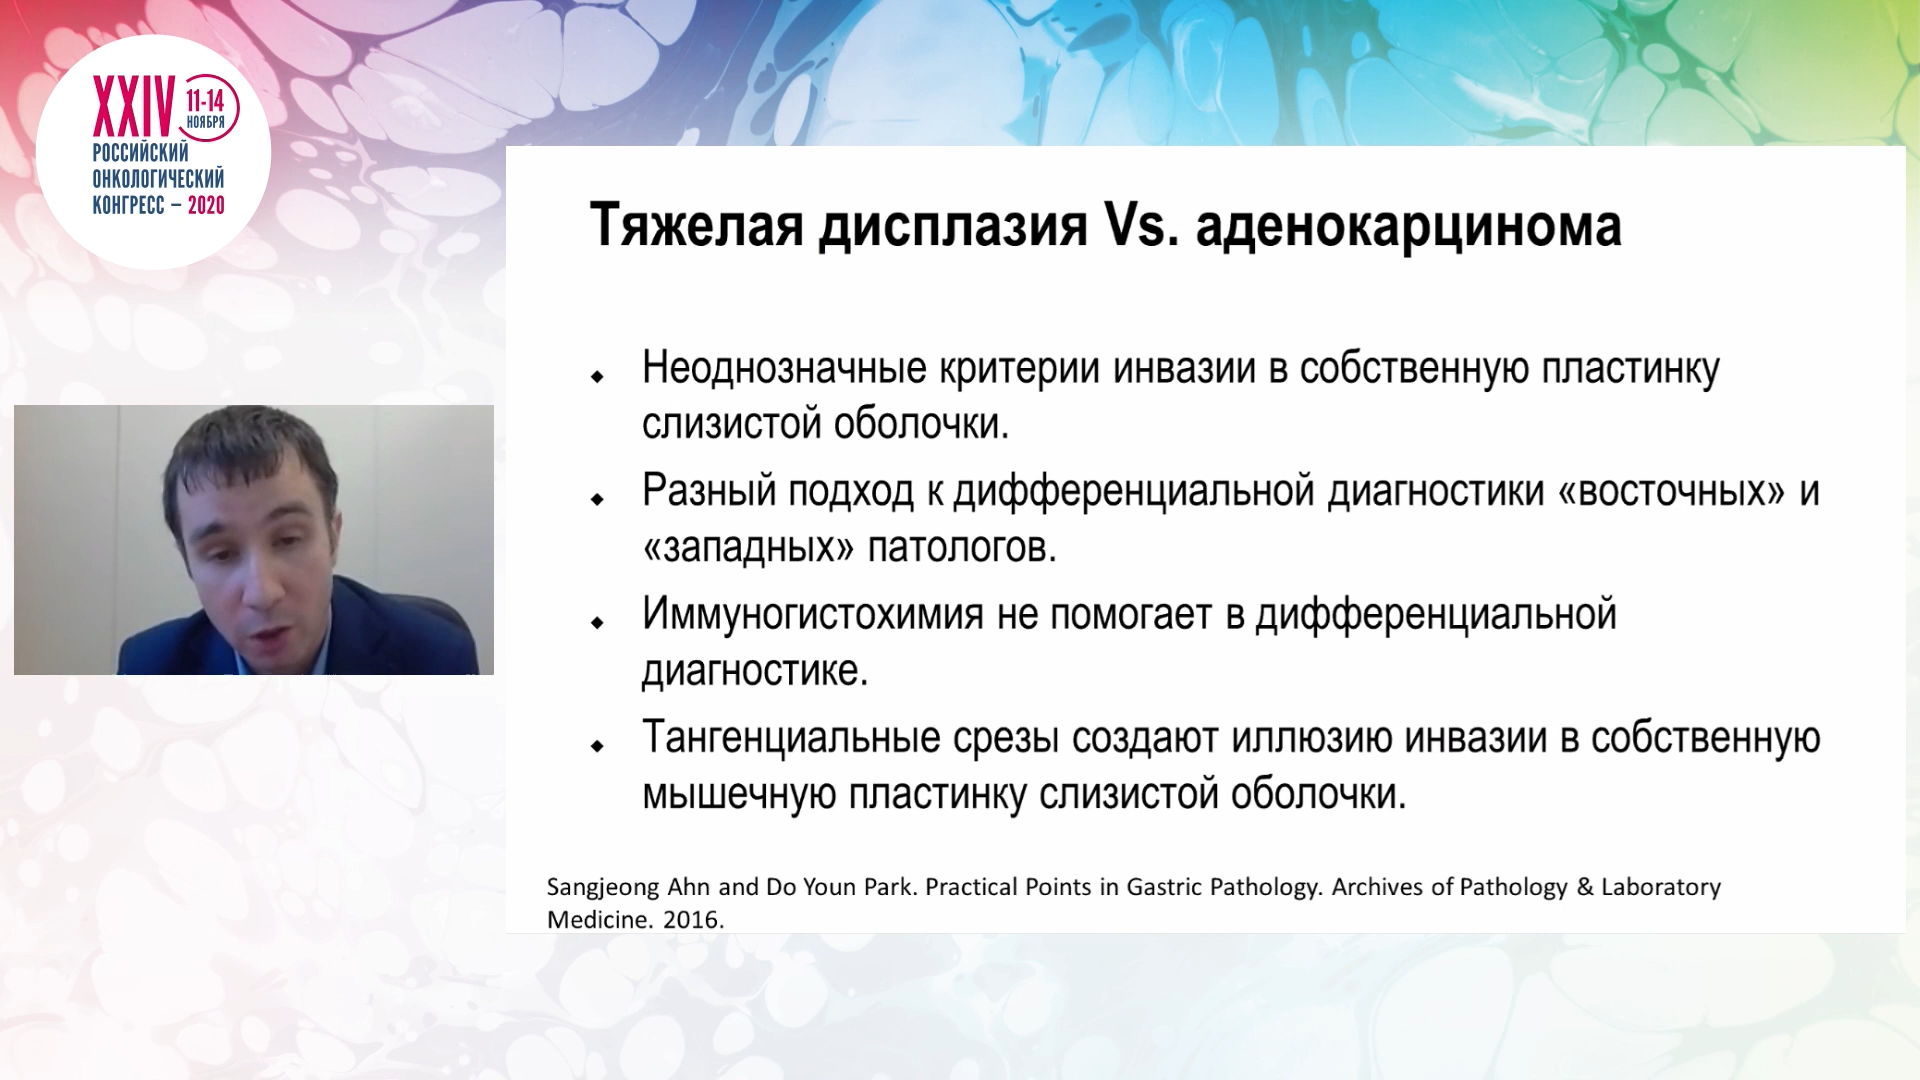 XXIV
11-14
НОЯБРЯ
РОССИЙСКИЙ
ОНКОЛОГИЧЕСКИЙ
КОНГРЕСС – 2020
Тяжелая дисплазия Vs. аденокарцинома
Неоднозначные критерии инвазии в собственную пластинку
слизистой оболочки.
Разный подход к дифференциальной диагностики «восточных» и
«западных» патологов.
Иммуногистохимия не помогает в дифференциальной
диагностике.
Тангенциальные срезы создают иллюзию инвазии в собственную
мышечную пластинку слизистой оболочки.
Sangjeong Ahn and Do Youn Park. Practical Points in Gastric Pathology. Archives of Pathology & Laboratory
Medicine. 2016.